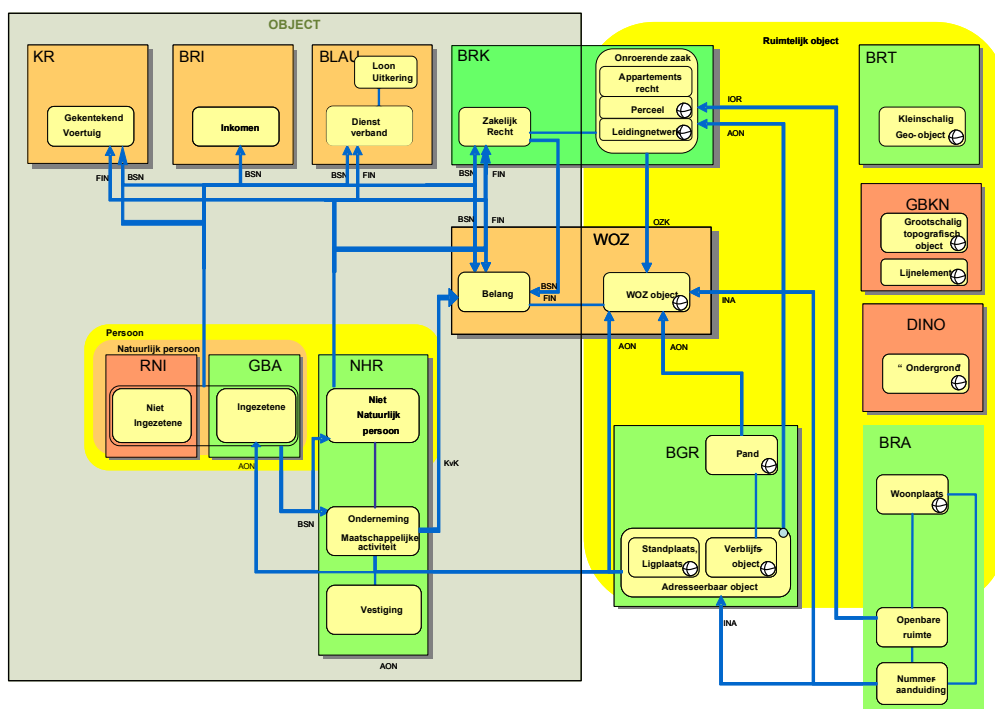 OBJECT
Ruimtelijk object
KR
Gekentekend
Voertuig
BRI
Inkomen
BLAU
Loon
Uitkering
Dienst
verband
BRK
Zakelijk
Recht
Onroerende zaak
Appartements
recht
Perceel
Leidingnetwerk
BRT
Kleinschalig
Geo-object
IOR
AON
FIN
BSN
BSN
BSN
FIN
BSN
FIN
GBKN
Grootschalig
topografisch
object
Lijnelement
BSN
FIN
OZK
WOZ
Belang
BSN
FIN
WOZ object
INA
AON
AON
DINO
“ Ondergrond”
Persoon
Natuurlijk persoon
RNI
Niet
Ingezetene
GBA
Ingezetene
NHR
Niet
Natuurlijk
persoon
AON
BSN
KvK
Onderneming
Maatschappelijke
activiteit
Vestiging
AON
BGR
Pand
Standplaats,
Ligplaats
Verblijfs-
object
Adresseerbaar object
INA
BRA
Woonplaats
Openbare
ruimte
Nummer-
aanduiding